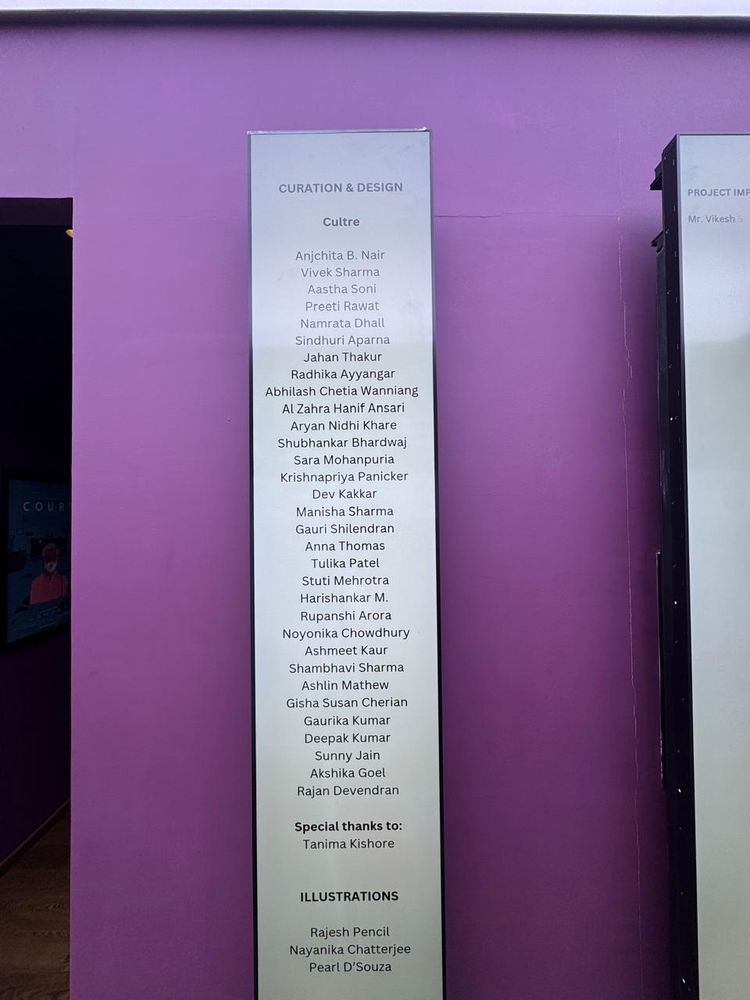 CURATION & DESIGN
Cultre
Anjchita B. Nair
Vivek Sharma
Aastha Soni
Preeti Rawat
Namrata Dhall
Sindhuri Aparna
Jahan Thakur
Radhika Ayyangar
Abhilash Chetia Wanniang
Al Zahra Hanif Ansari
Aryan Nidhi Khare
Shubhankar Bhardwaj
Sara Mohanpuria
Krishnapriya Panicker
Dev Kakkar
Manisha Sharma
Gauri Shilendran
Anna Thomas
Tulika Patel
Stuti Mehrotra
Harishankar M.
Rupanshi Arora
Noyonika Chowdhury
Ashmeet Kaur
Shambhavi Sharma
Ashlin Mathew
Gisha Susan Cherian
Gaurika Kumar
Deepak Kumar
Sunny Jain
Akshika Goel
Rajan Devendran
Special thanks to:
Tanima Kishore
ILLUSTRATIONS
Rajesh Pencil
Nayanika Chatterjee
Pearl D'Souza
PROJECT
Mr. Vikesh